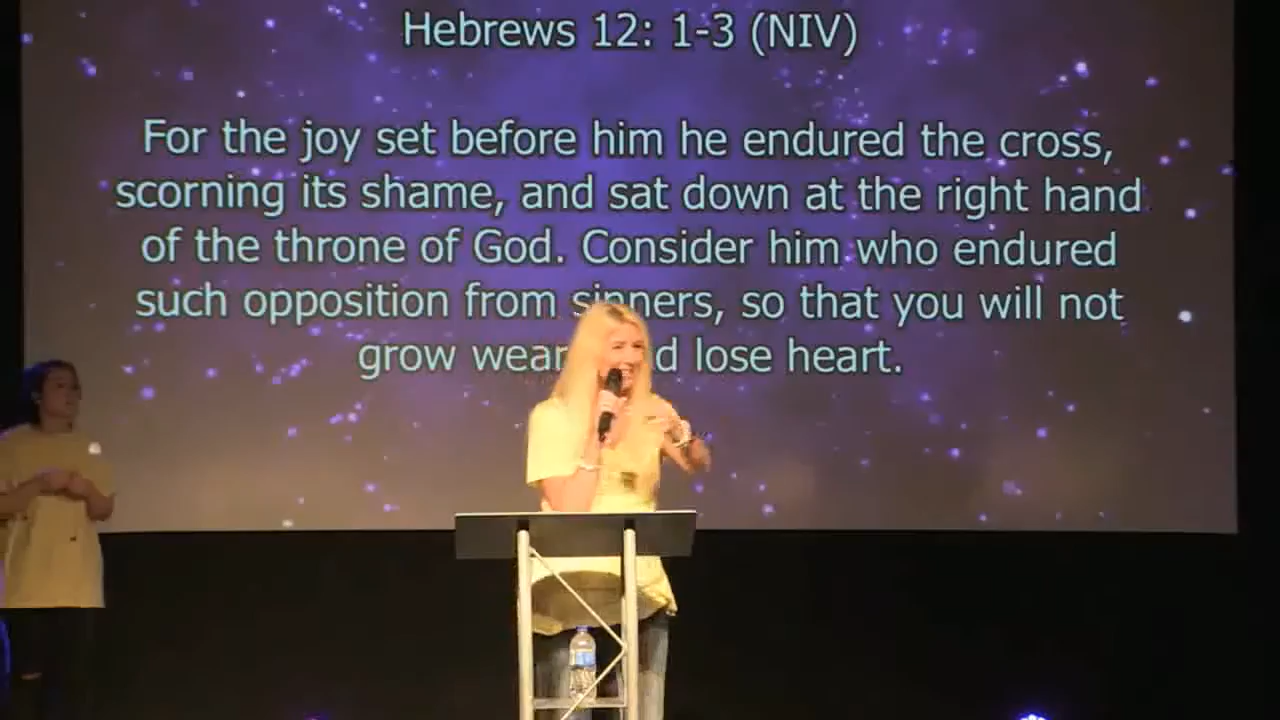 Hebrews 12: 1-3 (NIV)
For the joy set before him he endured the cross,
scorning its shame, and sat down at the right hand
of the throne of God. Consider him who endured
such opposition from sinners, so that you will not
grow lose heart.